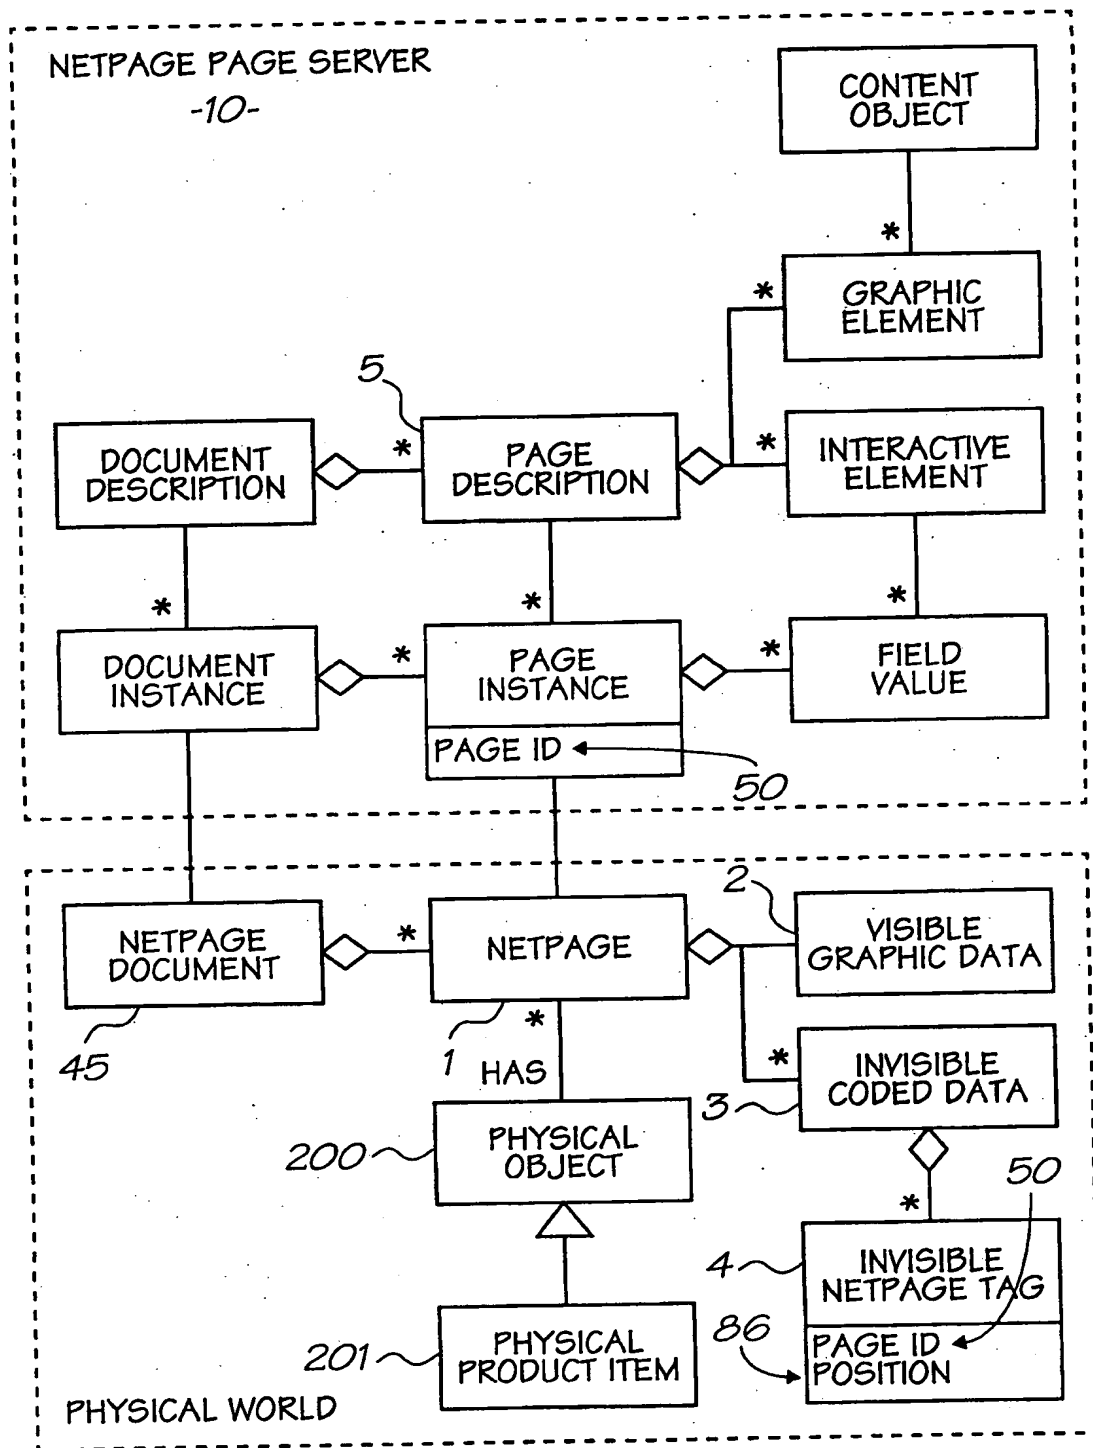 NETPAGE PAGE SERVER
-10-
CONTENT
OBJECT
*
GRAPHIC
ELEMENT
*
5
DOCUMENT
DESCRIPTION
*
PAGE
DESCRIPTION
*
INTERACTIVE
ELEMENT
*
*
*
DOCUMENT
INSTANCE
*
PAGE
INSTANCE
*
FIELD
VALUE
PAGE ID
50
2
NETPAGE
DOCUMENT
*
NETPAGE
VISIBLE
GRAPHIC DATA
45
1
*
HAS
*
INVISIBLE
CODED DATA
3
200
PHYSICAL
OBJECT
50
*
4
INVISIBLE
NETPAGE TAG
86
PAGE ID
POSITION
201
PHYSICAL
PRODUCT ITEM
PHYSICAL WORLD